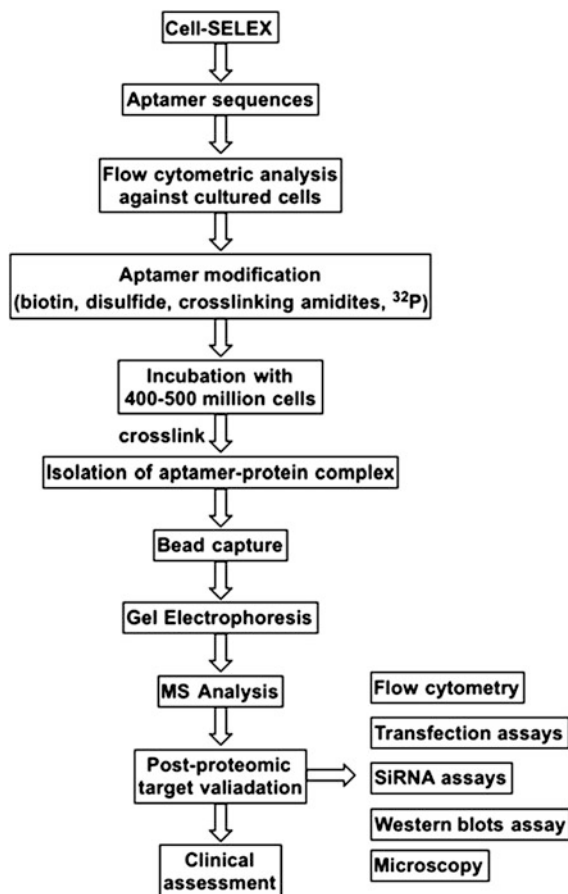 Cell-SELEX
Aptamer sequences
Flow cytometric analysis
against cultured cells
Aptamer modification
(biotin, disulfide, crosslinking amidites, ³²P)
Incubation with
400-500 million cells
crosslink
Isolation of aptamer-protein complex
Bead capture
Gel Electrophoresis
MS Analysis
Post-proteomic
target valiadation
Clinical
assessment
Flow cytometry
Transfection assays
SiRNA assays
Western blots assay
Microscopy